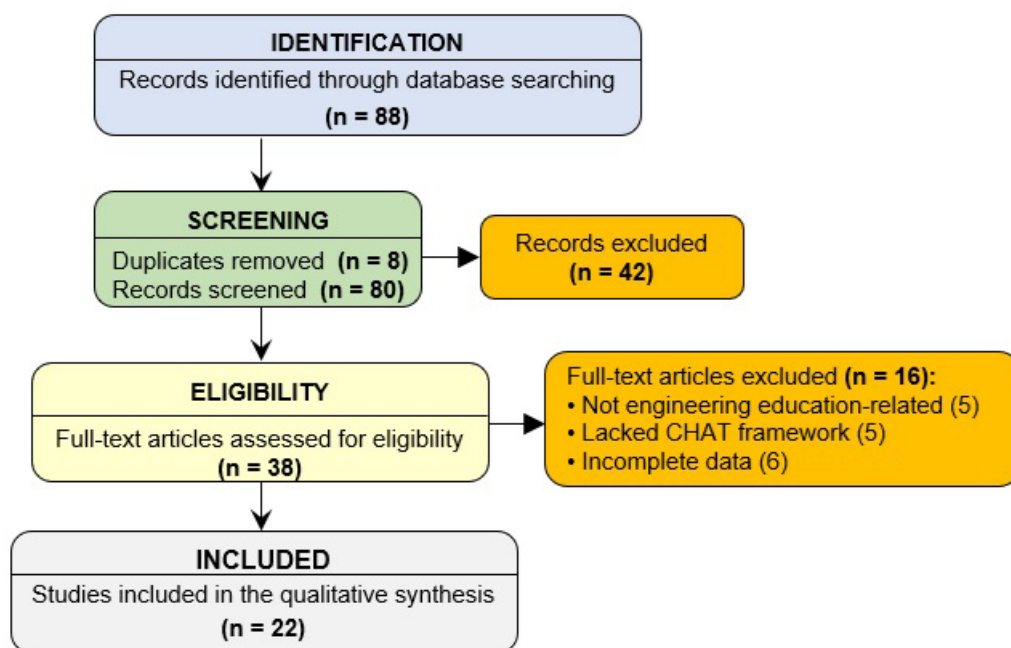 IDENTIFICATION
Records identified through database searching
(n = 88)
SCREENING
Duplicates removed (n = 8)
Records screened (n = 80)
Records excluded
(n = 42)
ELIGIBILITY
Full-text articles assessed for eligibility
(n = 38)
Full-text articles excluded (n = 16):
• Not engineering education-related (5)
• Lacked CHAT framework (5)
• Incomplete data (6)
INCLUDED
Studies included in the qualitative synthesis
(n = 22)